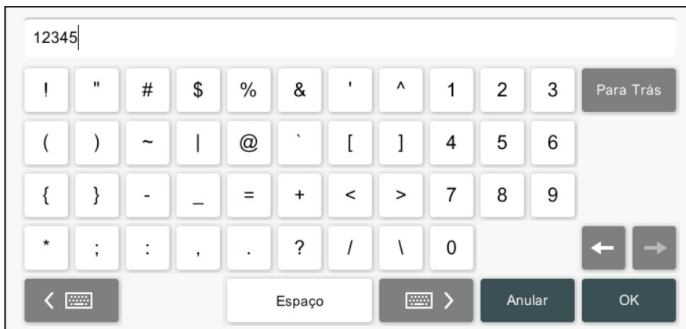 12345
! " # $ % & ' ^ 1 2 3 Para Trás
( ) ~ | @ ` [ ] 4 5 6
{ } - _ = + < > 7 8 9
* ; : , . ? / \ 0
< Espaço > Anular OK